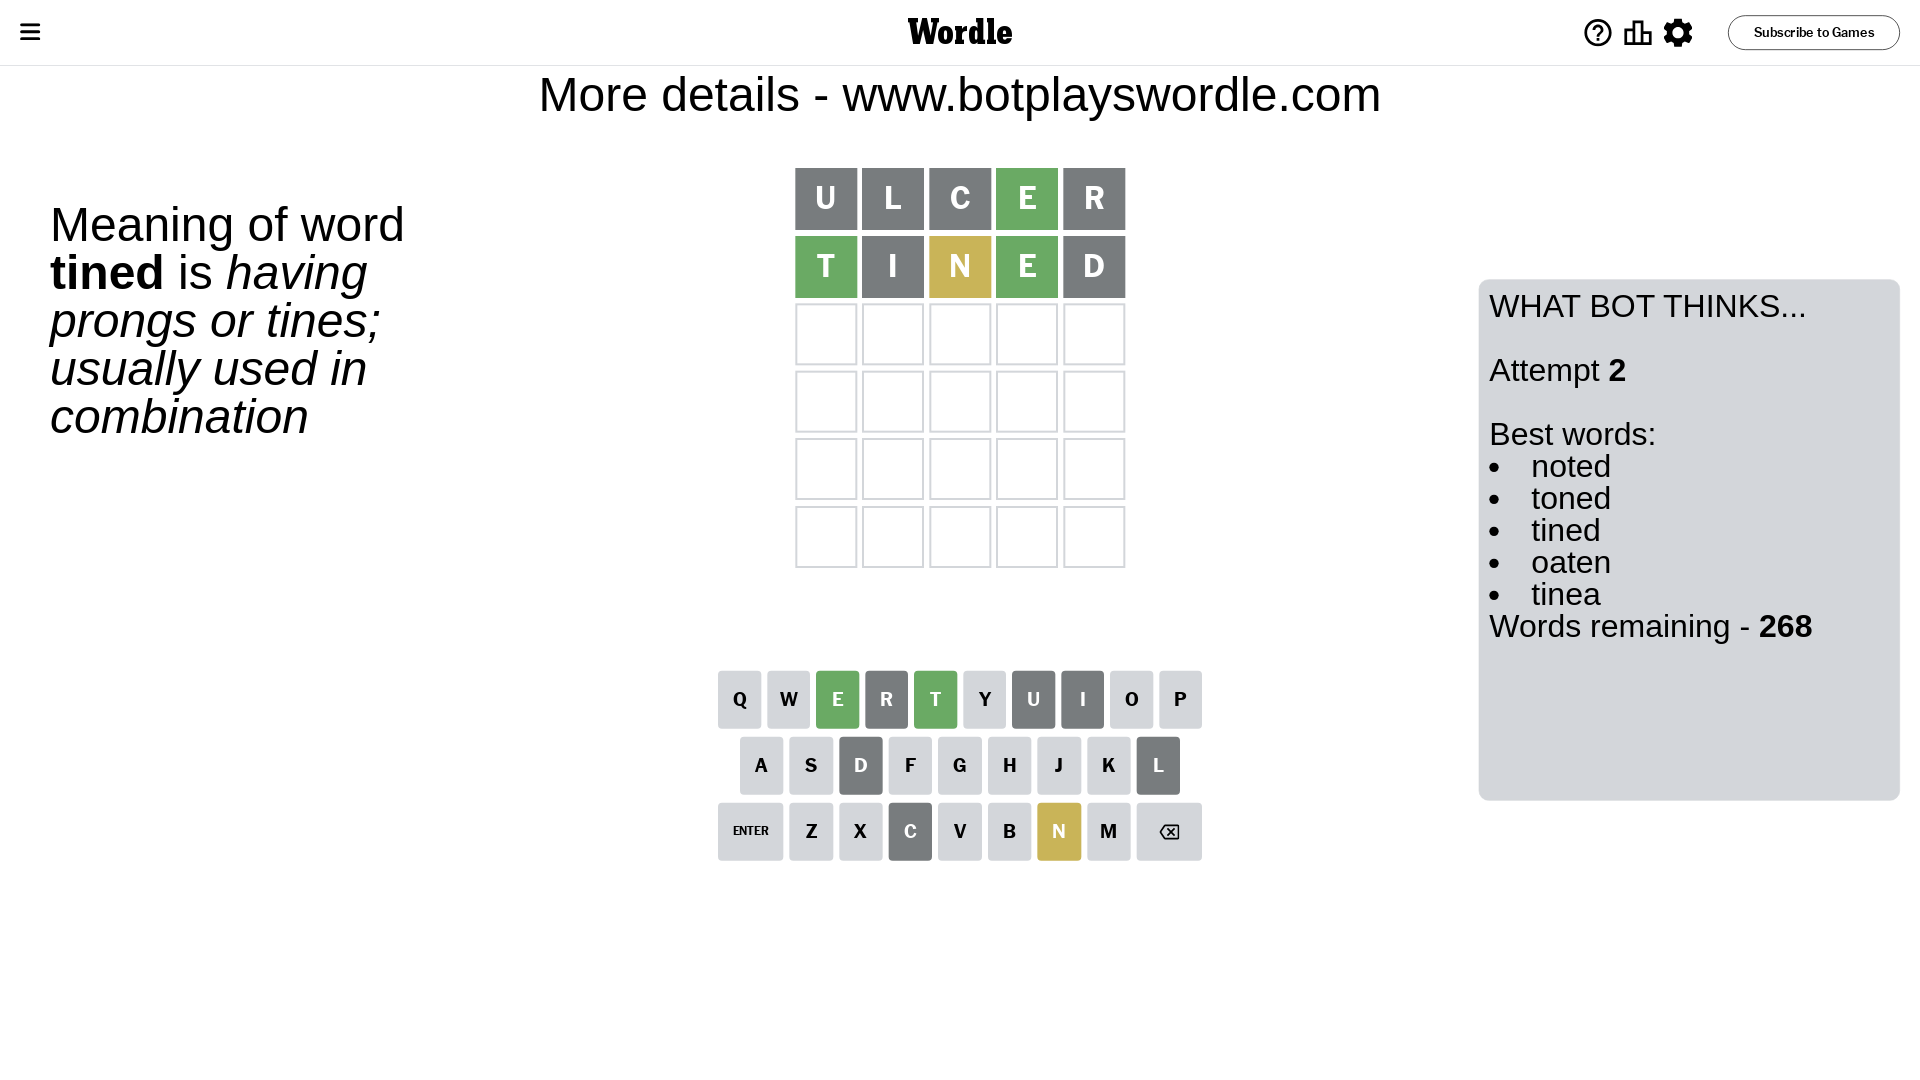 Wordle
Subscribe to Games
More details - www.botplayswordle.com
Meaning of word
tined is having
prongs or tines;
usually used in
combination
U L C E R
T I N E D
WHAT BOT THINKS...
Attempt 2
Best words:
• noted
• toned
• tined
• oaten
• tinea
Words remaining - 268
Q W E R T Y U I O P
A S D F G H J K L
ENTER Z X C V B N M